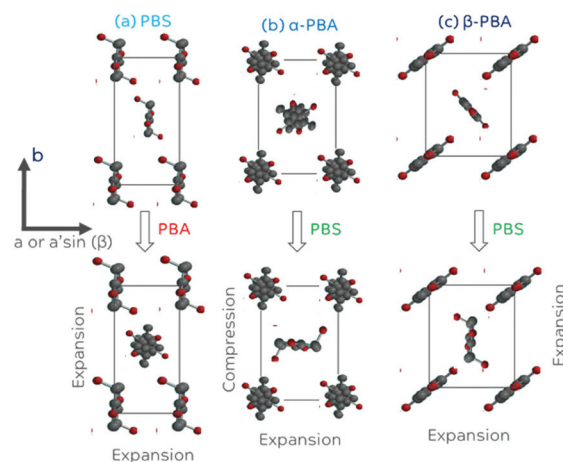 (a) PBS
(b) α-PBA
(c) β-PBA
b
a or a'sin (β)
PBA
PBS
PBS
Expansion
Compression
Expansion
Expansion
Expansion
Expansion